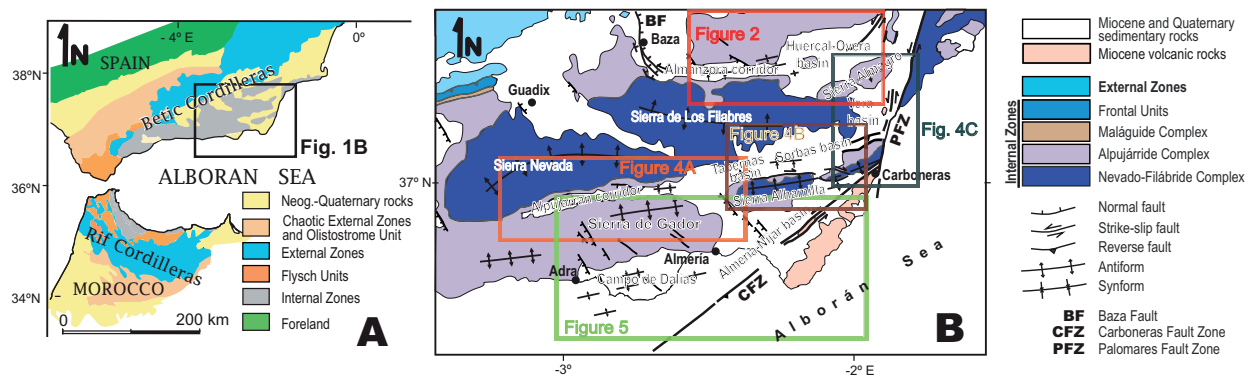 1N
- 4°E
0°
38°N
SPAIN
Betic Cordilleras
Fig. 1B
36°N
ALBORAN SEA
Rif Cordilleras
34°N
MOROCCO
0
200 km
A
Neog.-Quaternary rocks
Chaotic External Zones
and Olistostrome Unit
External Zones
Flysch Units
Internal Zones
Foreland
1N
BF
Baza
Figure 2
Huercal-Overa
basin
Almanzora corridor
Sierra Almagro
Guadix
Sierra de Los Filabres
Vera
basin
PFZ
Fig. 4C
Figure 4B
Sierra Nevada
Figure 4A
Tabernas
basin
Sorbas basin
37°
Carboneras
Sierra Alhamilla
Alpujarran corridor
Sierra de Gador
Almería-Nijar basin
Almería
Adra
Campo de Dalias
CFZ
Alborán Sea
Figure 5
B
-3°
-2°E
Miocene and Quaternary
sedimentary rocks
Miocene volcanic rocks
External Zones
Internal Zones
Frontal Units
Maláguide Complex
Alpujárride Complex
Nevado-Filábride Complex
Normal fault
Strike-slip fault
Reverse fault
Antiform
Synform
BF Baza Fault
CFZ Carboneras Fault Zone
PFZ Palomares Fault Zone